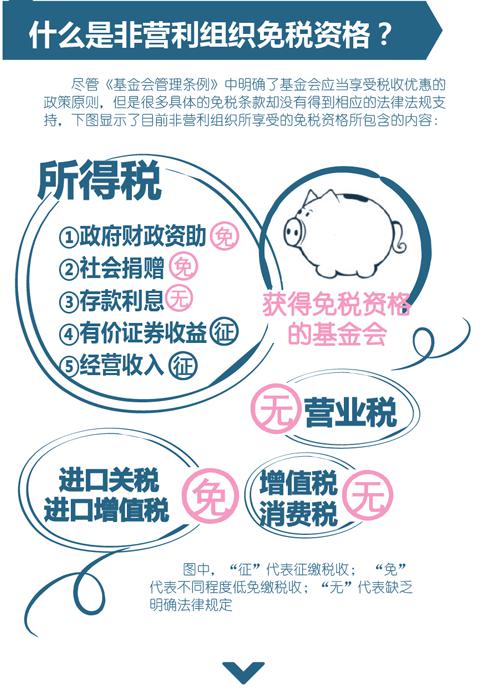 什么是非营利组织免税资格？
尽管《基金会管理条例》中明确了基金会应当享受税收优惠的
政策原则，但是很多具体的免税条款却没有得到相应的法律法规支
持，下图显示了目前非营利组织所享受的免税资格所包含的内容：
所得税
①政府财政资助 免
②社会捐赠 免
③存款利息 无
④有价证券收益 征
⑤经营收入 征
获得免税资格
的基金会
无 营业税
进口关税
进口增值税 免
增值税
消费税 无
图中，“征”代表征缴税收； “免”
代表不同程度低免缴税收；“无”代表缺乏
明确法律规定